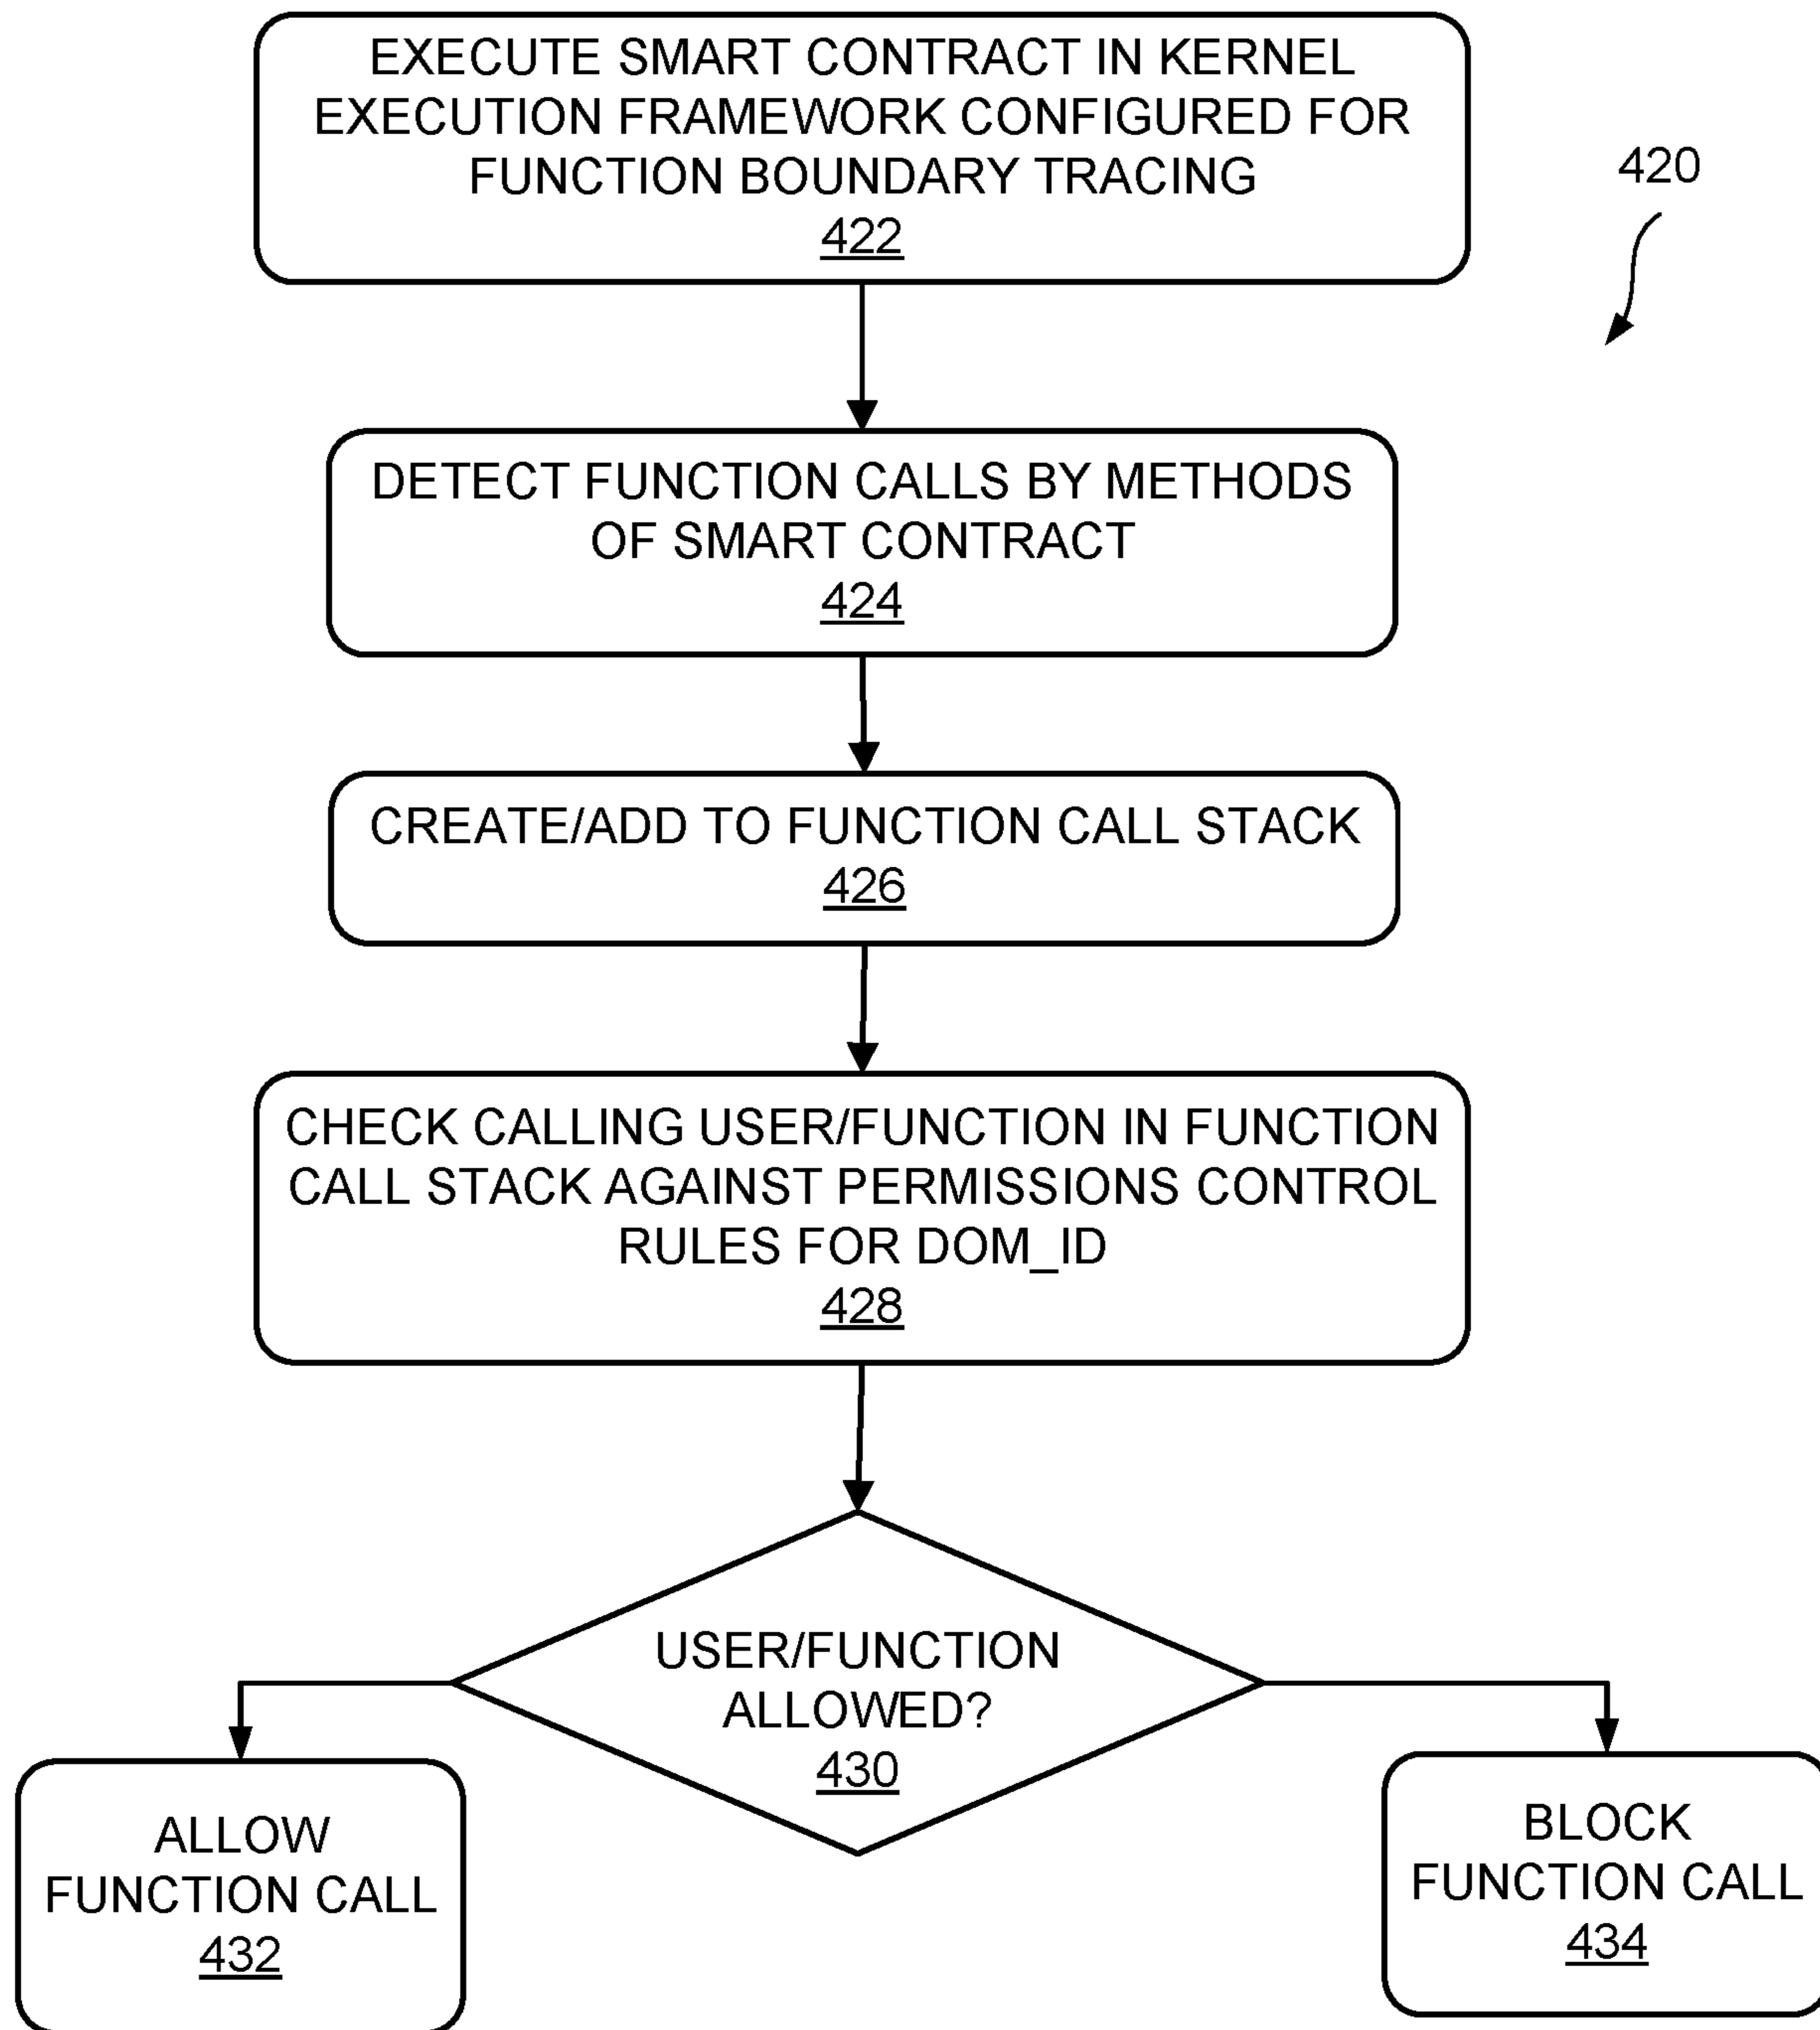 EXECUTE SMART CONTRACT IN KERNEL
EXECUTION FRAMEWORK CONFIGURED FOR
FUNCTION BOUNDARY TRACING
422
420
DETECT FUNCTION CALLS BY METHODS
OF SMART CONTRACT
424
CREATE/ADD TO FUNCTION CALL STACK
426
CHECK CALLING USER/FUNCTION IN FUNCTION
CALL STACK AGAINST PERMISSIONS CONTROL
RULES FOR DOM_ID
428
USER/FUNCTION
ALLOWED?
430
ALLOW
FUNCTION CALL
432
BLOCK
FUNCTION CALL
434